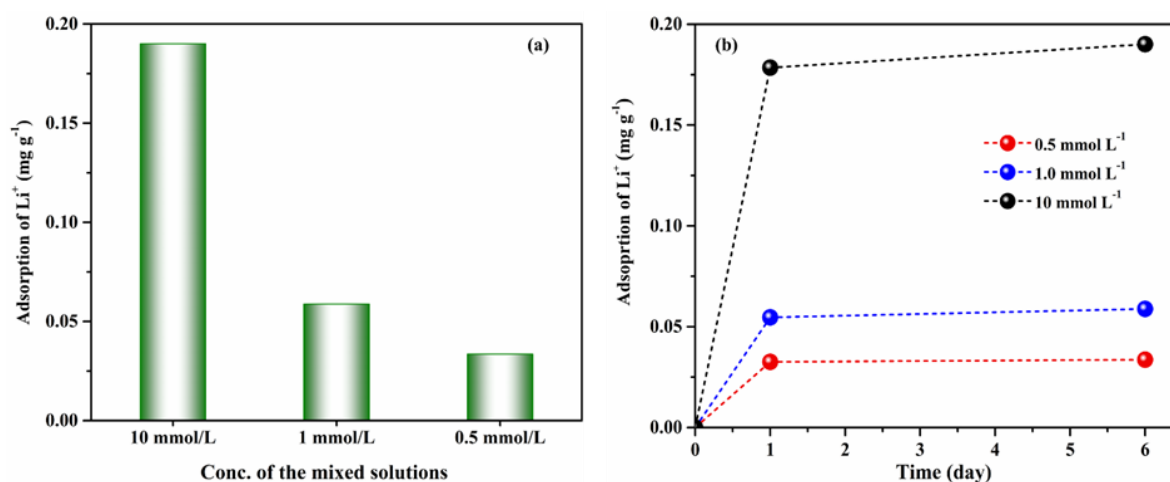 (a)
Adsorption of Li⁺ (mg g⁻¹)
0.20
0.15
0.10
0.05
0.00
10 mmol/L 1 mmol/L 0.5 mmol/L
Conc. of the mixed solutions
(b)
Adsoprtion of Li⁺ (mg g⁻¹)
0.20
0.15
0.10
0.05
0.00
0.5 mmol L⁻¹
1.0 mmol L⁻¹
10 mmol L⁻¹
0 1 2 3 4 5 6
Time (day)